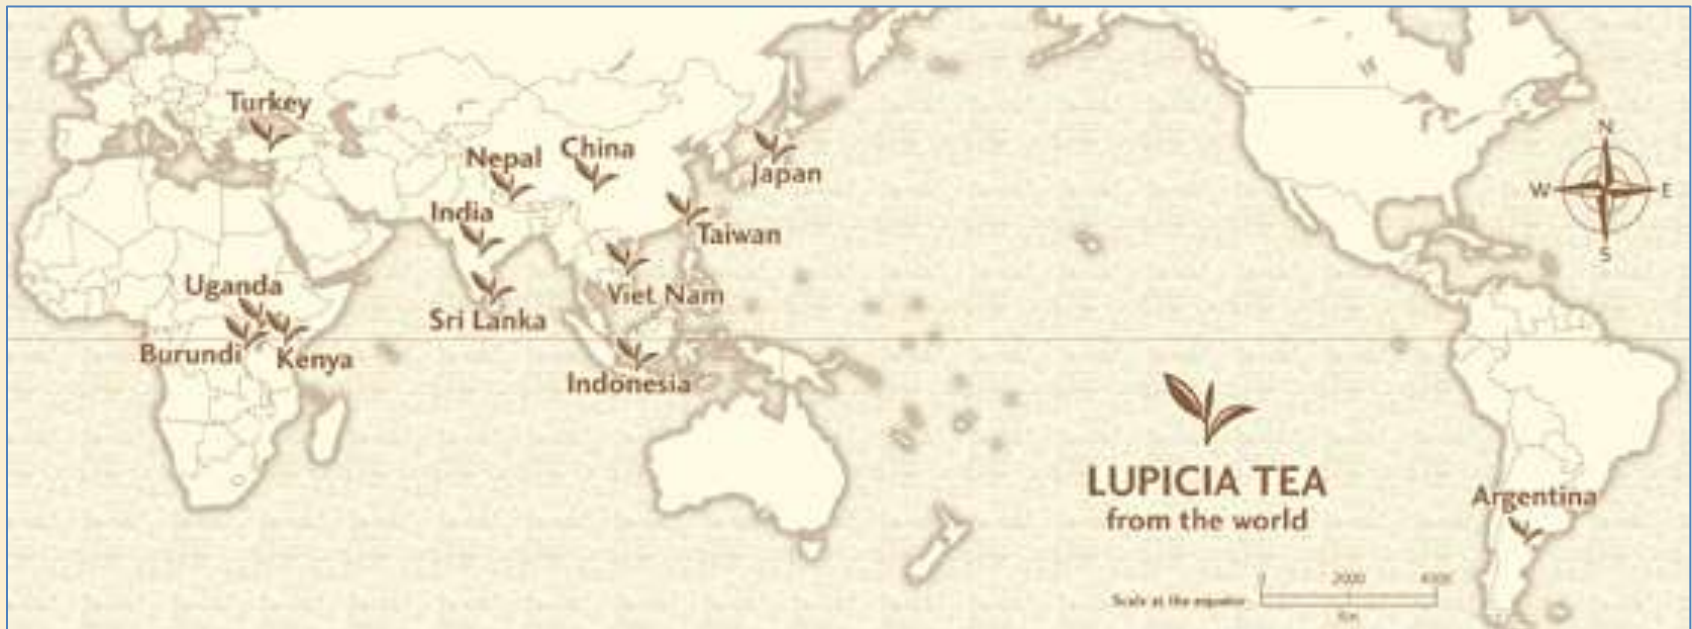 Turkey
Nepal
China
Japan
India
Taiwan
Uganda
Viet Nam
Sri Lanka
Burundi
Kenya
Indonesia
N
W
E
S
LUPICIA TEA
from the world
Argentina
2000
Scale at the equator